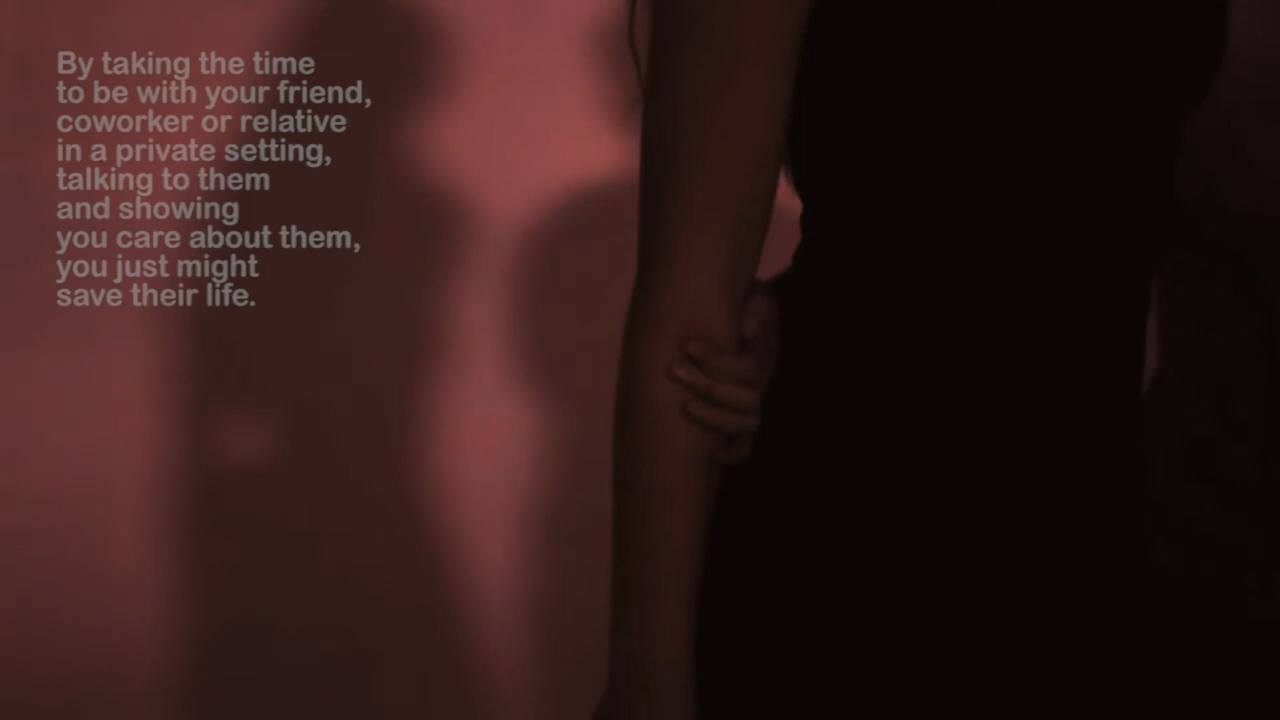 By taking the time
to be with your friend,
coworker or relative
in a private setting,
talking to them
and showing
you care about them,
you just might
save their life.